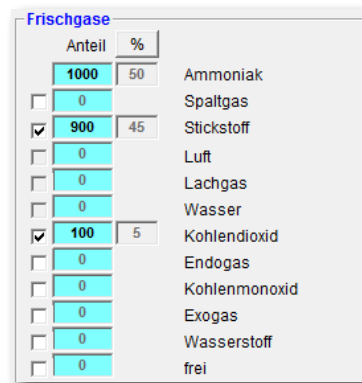 Frischgase
Anteil %
1000 50 Ammoniak
0 Spaltgas
900 45 Stickstoff
0 Luft
0 Lachgas
0 Wasser
100 5 Kohlendioxid
0 Endogas
0 Kohlenmonoxid
0 Exogas
0 Wasserstoff
0 frei